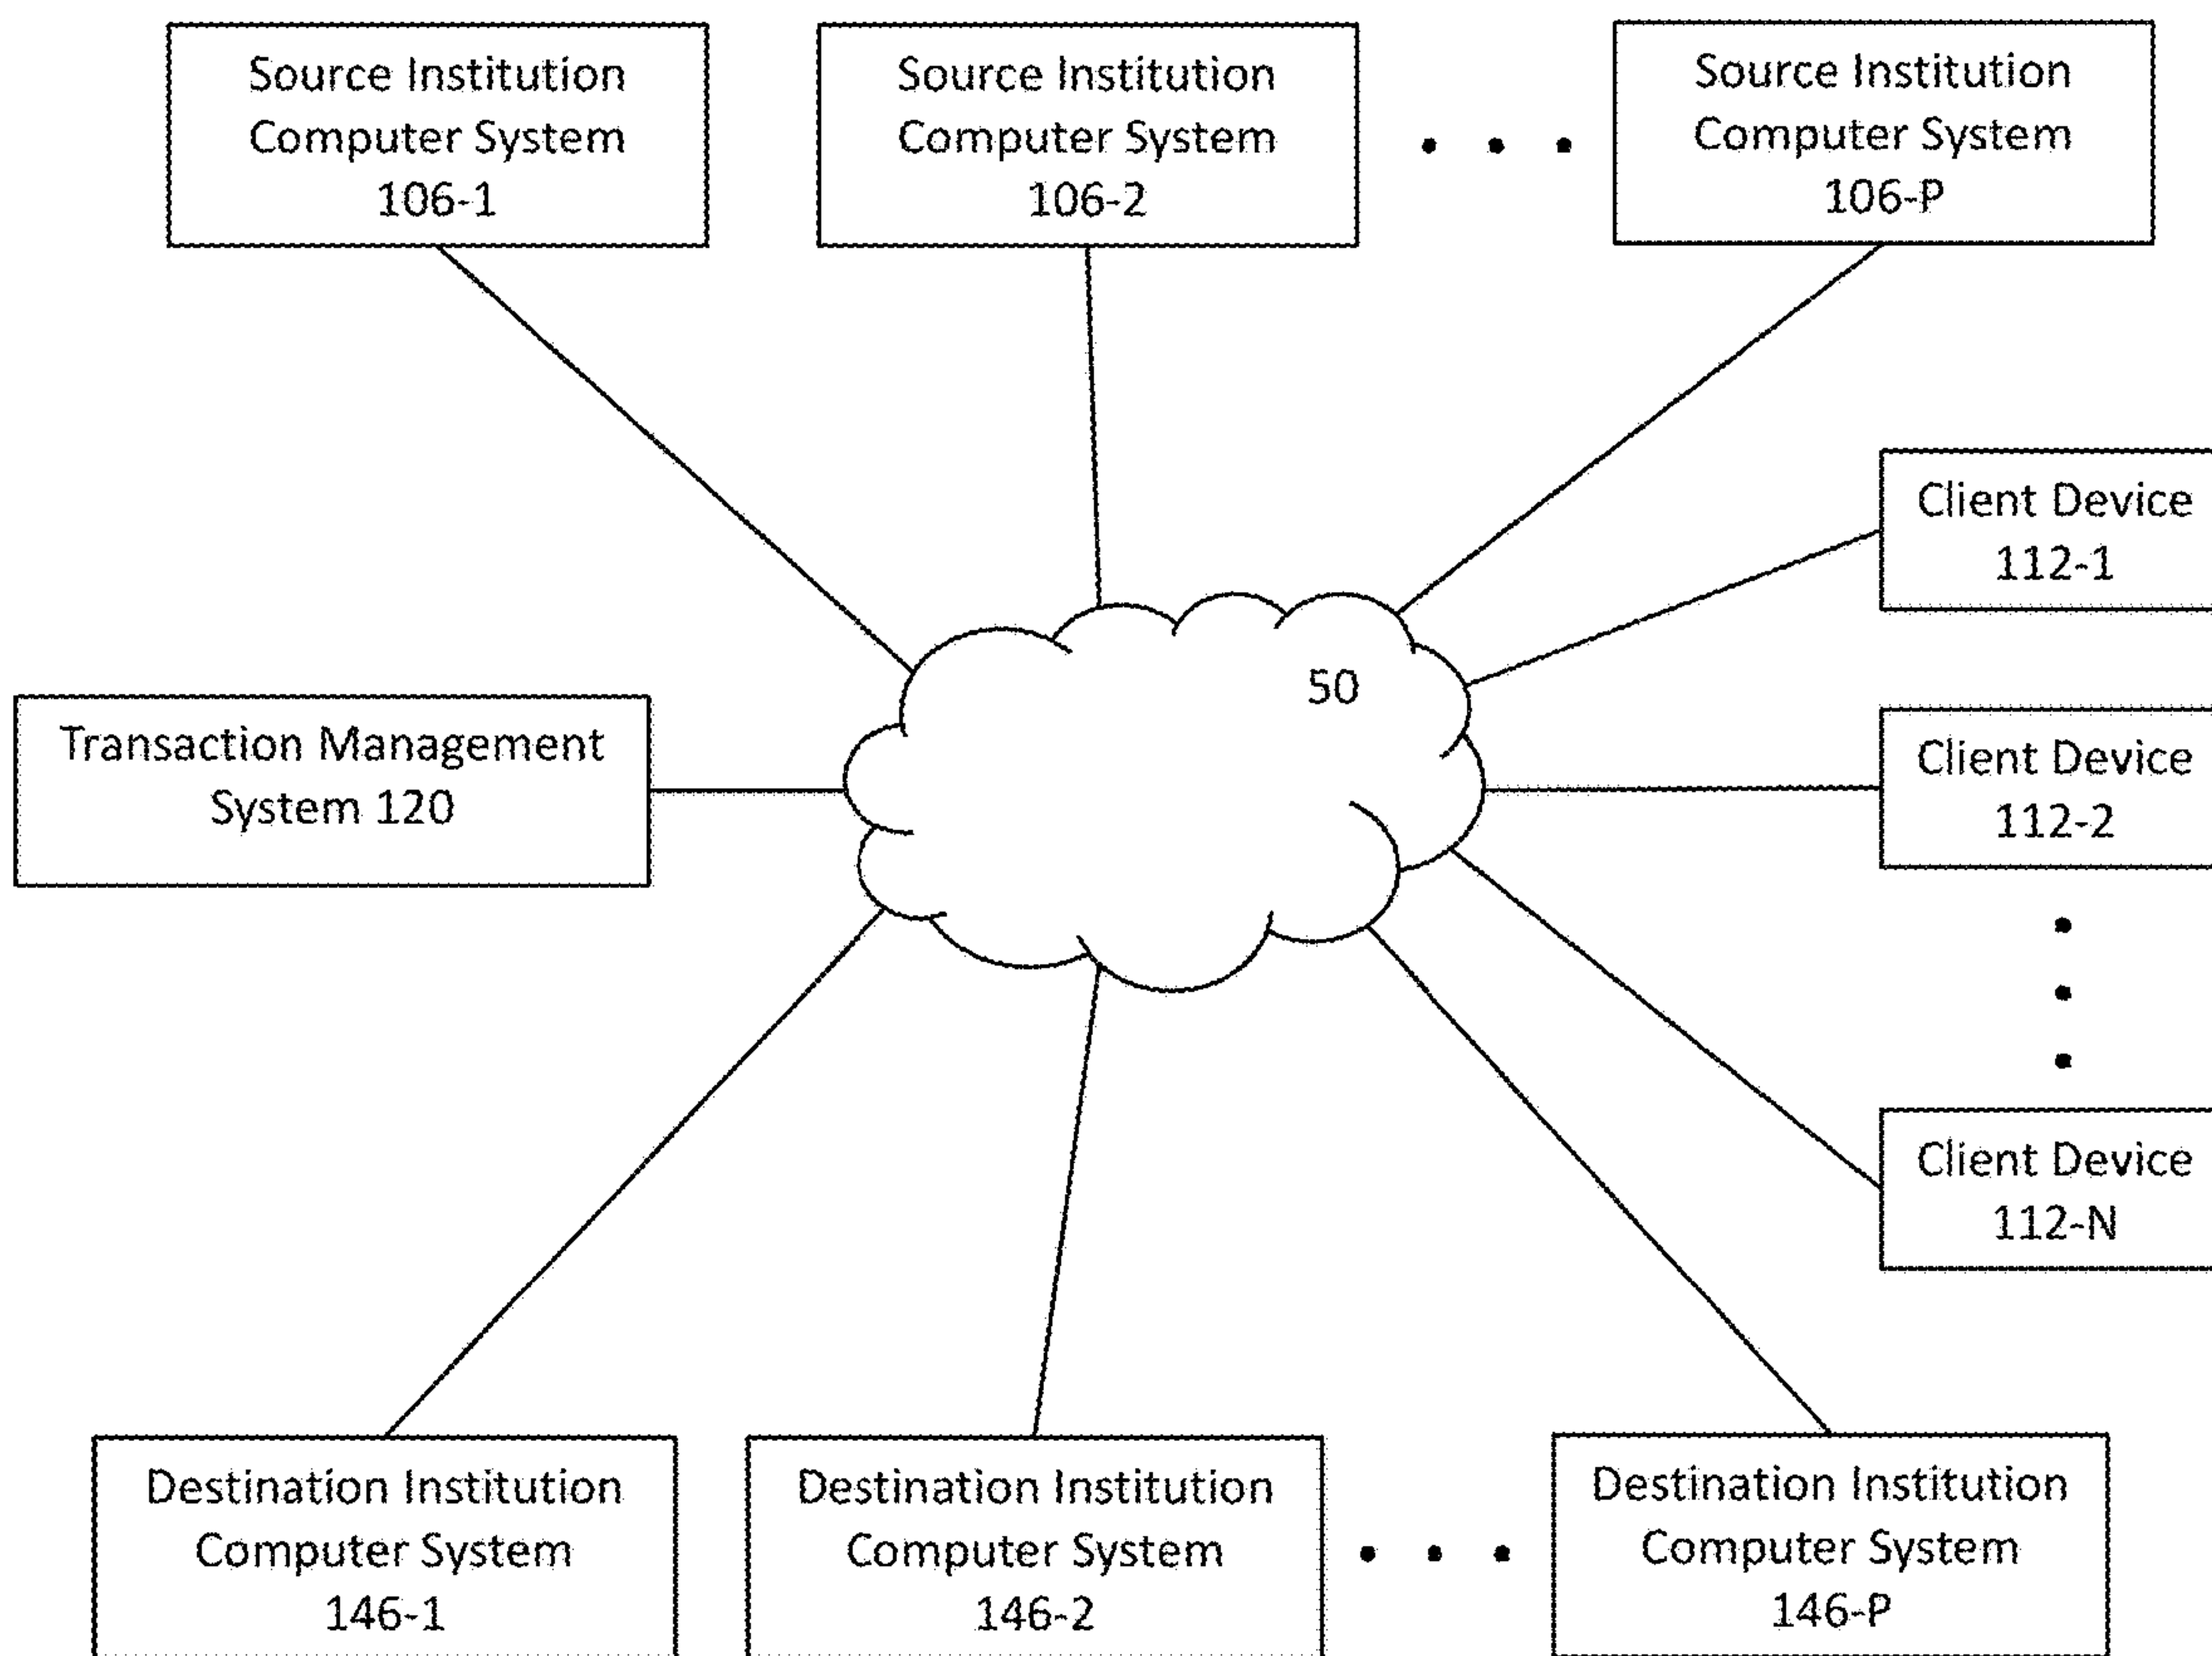 Source Institution
Computer System
106-1
Source Institution
Computer System
106-2
Source Institution
Computer System
106-P
Client Device
112-1
50
Transaction Management
System 120
Client Device
112-2
Client Device
112-N
Destination Institution
Computer System
146-1
Destination Institution
Computer System
146-2
Destination Institution
Computer System
146-P